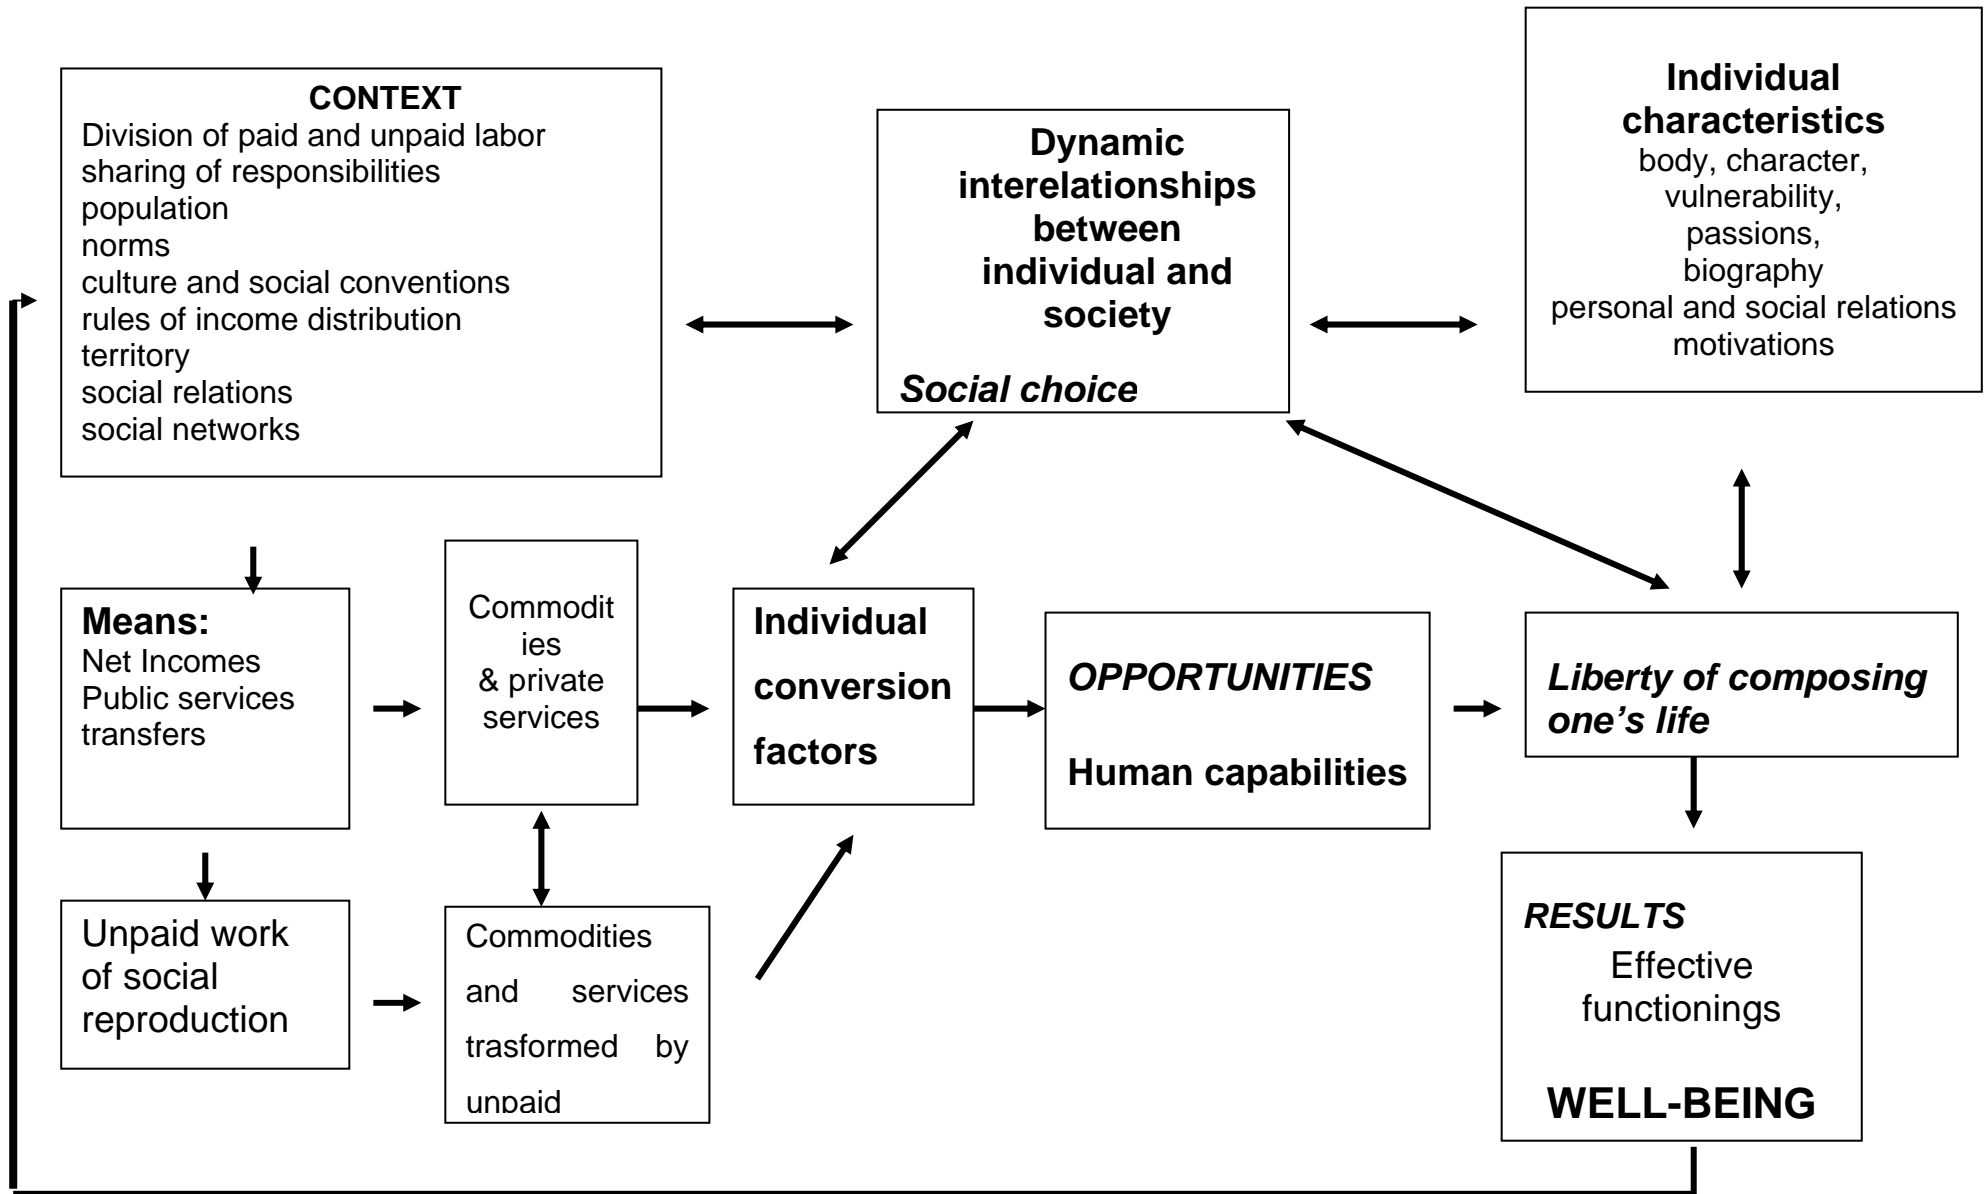 CONTEXT
Division of paid and unpaid labor
sharing of responsibilities
population
norms
culture and social conventions
rules of income distribution
territory
social relations
social networks
Dynamic
interelationships
between
individual and
society
Social choice
Individual
characteristics
body, character,
vulnerability,
passions,
biography
personal and social relations
motivations
Means:
Net Incomes
Public services
transfers
Commodit
ies
& private
services
Individual
conversion
factors
OPPORTUNITIES
Human capabilities
Liberty of composing
one’s life
Unpaid work
of social
reproduction
Commodities
and services
trasformed by
unpaid
RESULTS
Effective
functionings
WELL-BEING